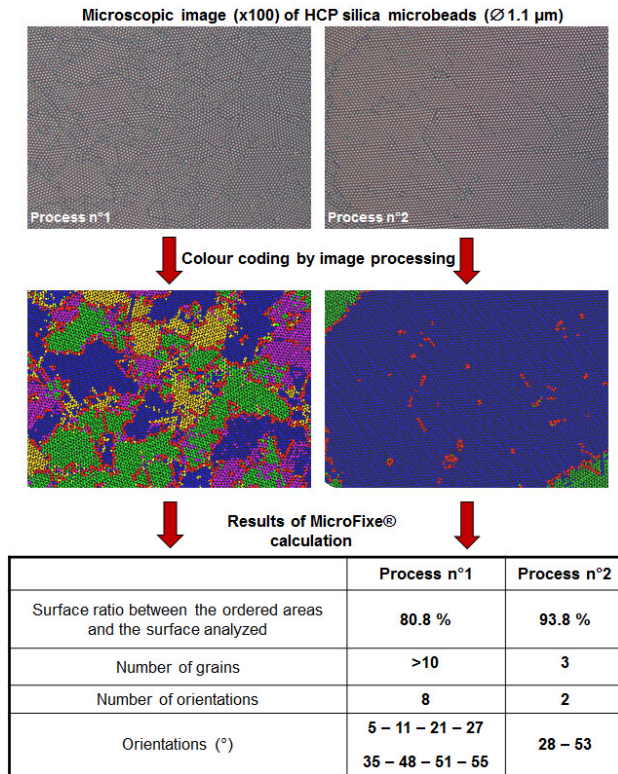 Microscopic image (x100) of HCP silica microbeads (Ø 1.1 µm)
Process n°1
Process n°2
Colour coding by image processing
Results of MicroFixe®
calculation
Process n°1
Process n°2
Surface ratio between the ordered areas
and the surface analyzed
80.8 %
93.8 %
Number of grains
>10
3
Number of orientations
8
2
Orientations (°)
5 – 11 – 21 – 27
35 – 48 – 51 – 55
28 – 53